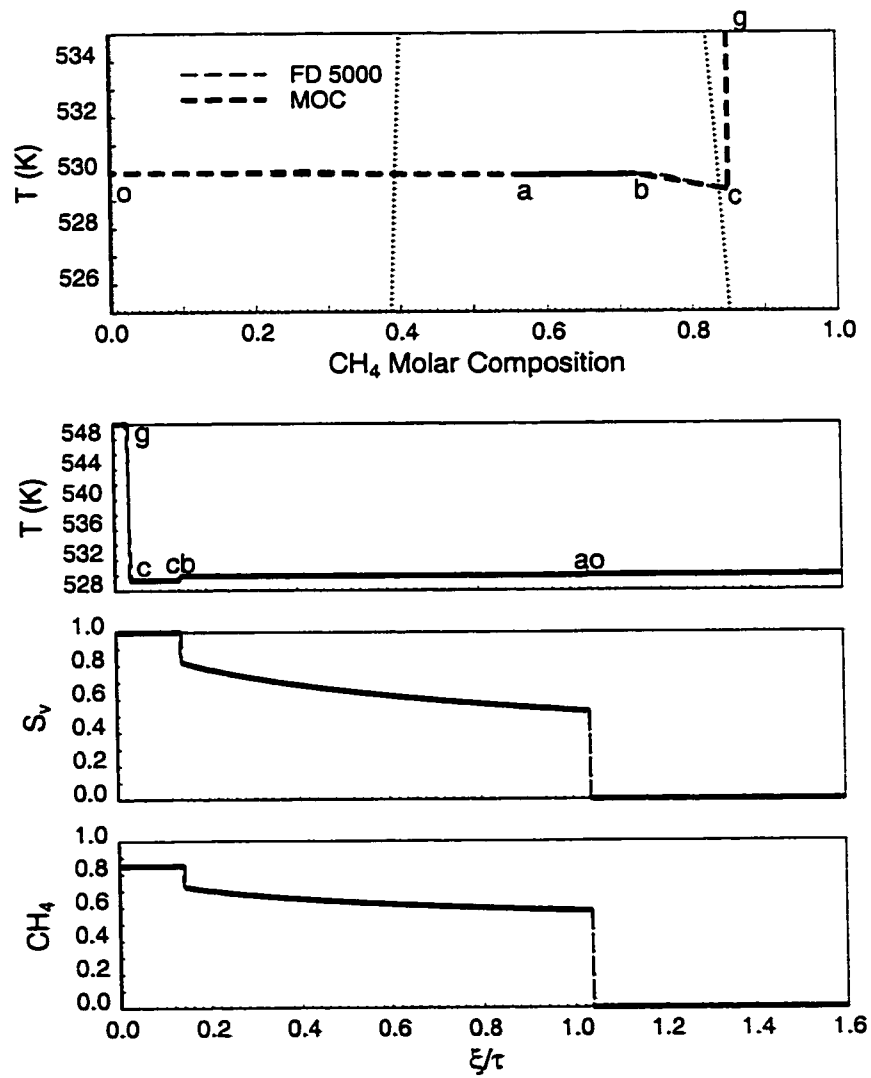 g
534
532
530
528
526
T (K)
FD 5000
MOC
o
a
b
c
0.0 0.2 0.4 0.6 0.8 1.0
CH₄ Molar Composition
548
544
540
536
532
528
T (K)
g
c
cb
ao
1.0
0.8
0.6
0.4
0.2
0.0
Sᵥ
1.0
0.8
0.6
0.4
0.2
0.0
CH₄
0.0 0.2 0.4 0.6 0.8 1.0 1.2 1.4 1.6
ξ/τ